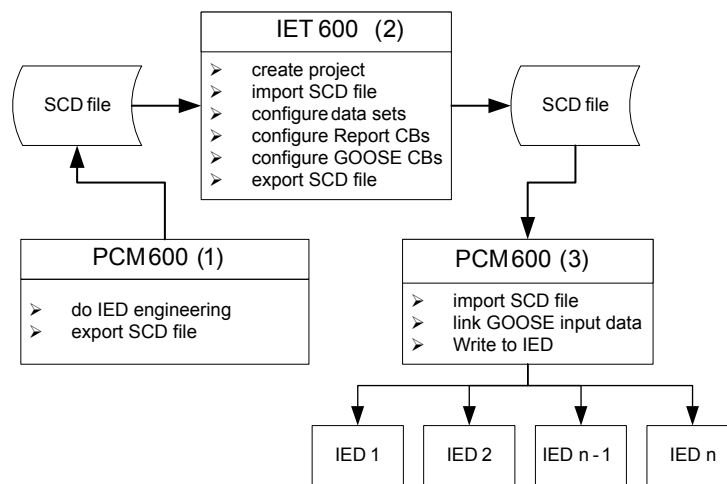 IET 600 (2)
SCD file
➢ create project
➢ import SCD file
➢ configure data sets
➢ configure Report CBs
➢ configure GOOSE CBs
➢ export SCD file
SCD file
PCM600 (1)
➢ do IED engineering
➢ export SCD file
PCM600 (3)
➢ import SCD file
➢ link GOOSE input data
➢ Write to IED
IED 1
IED 2
IED n - 1
IED n